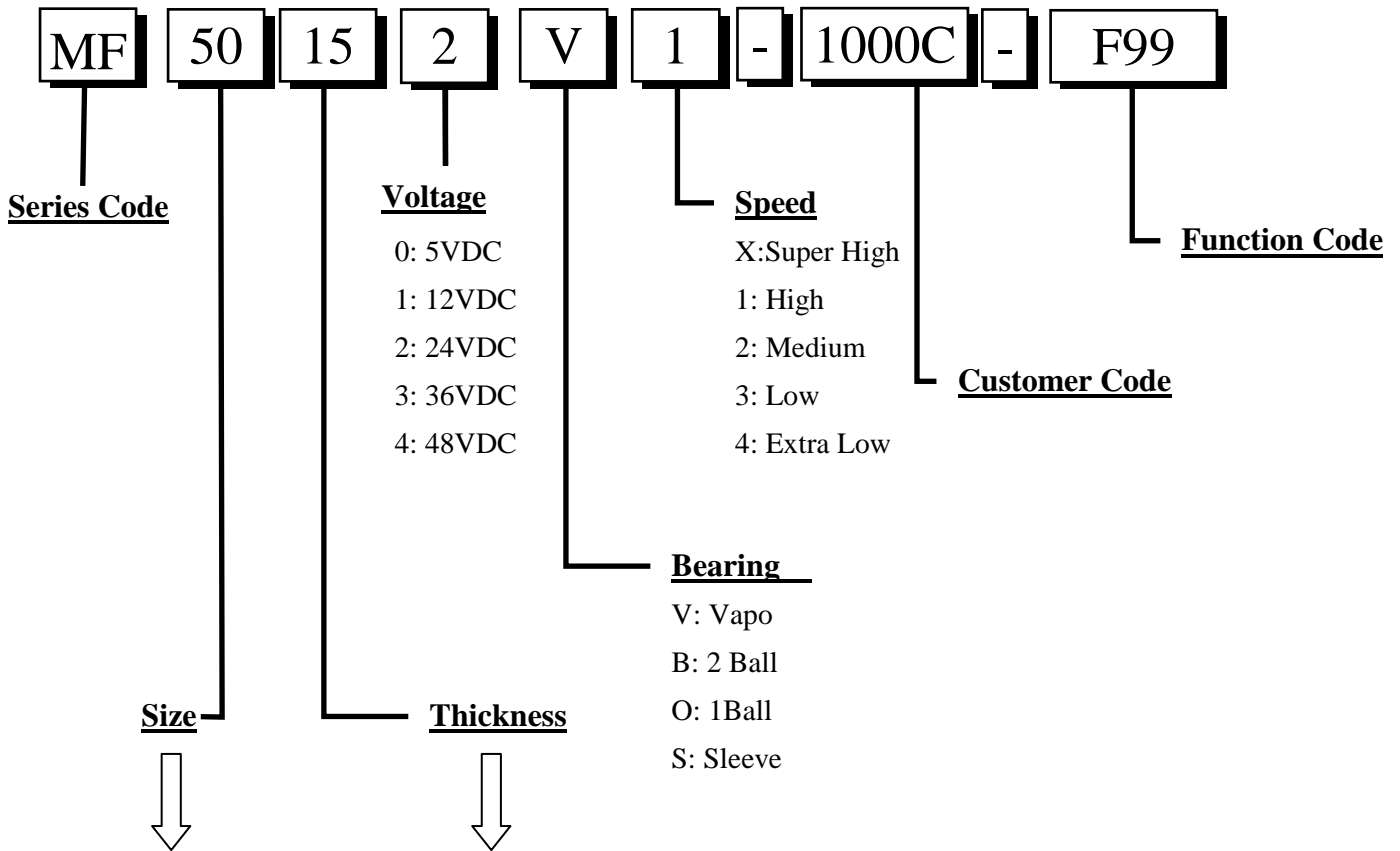 MF 50 15 2 V 1 - 1000C - F99
Series Code
Voltage
0: 5VDC
1: 12VDC
2: 24VDC
3: 36VDC
4: 48VDC
Speed
X:Super High
1: High
2: Medium
3: Low
4: Extra Low
Function Code
Customer Code
Bearing
V: Vapo
B: 2 Ball
O: 1Ball
S: Sleeve
Size
Thickness